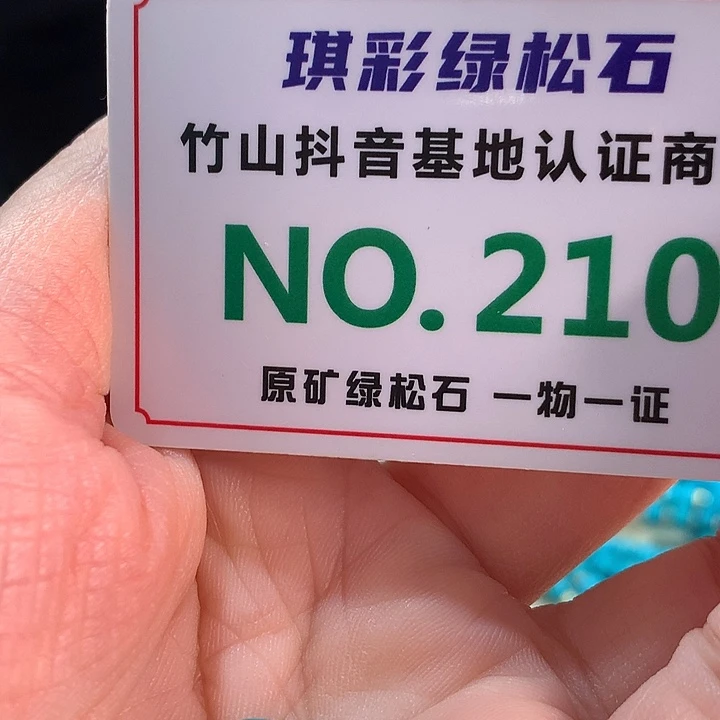 琪彩绿松石
竹山抖音基地认证商
NO.210
原矿绿松石 一物一证